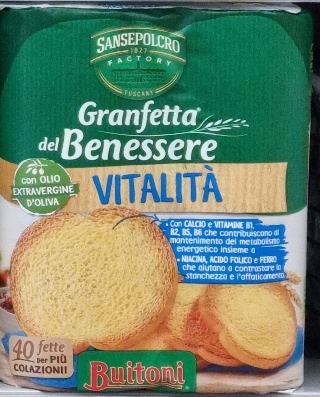 SANSEPOLCRO
1827
FACTORY
TUSCANY
Granfetta®
del Benessere
con OLIO
EXTRAVERGINE
D'OLIVA
VITALITÀ
• Con CALCIO e VITAMINE B1,
B2, B5, B6 che contribuiscono al
mantenimento del metabolismo
energetico insieme a
• NIACINA, ACIDO FOLICO e FERRO
che aiutano a contrastare la
stanchezza e l'affaticamento.
40 fette
per PIÙ
COLAZIONI!
Buitoni